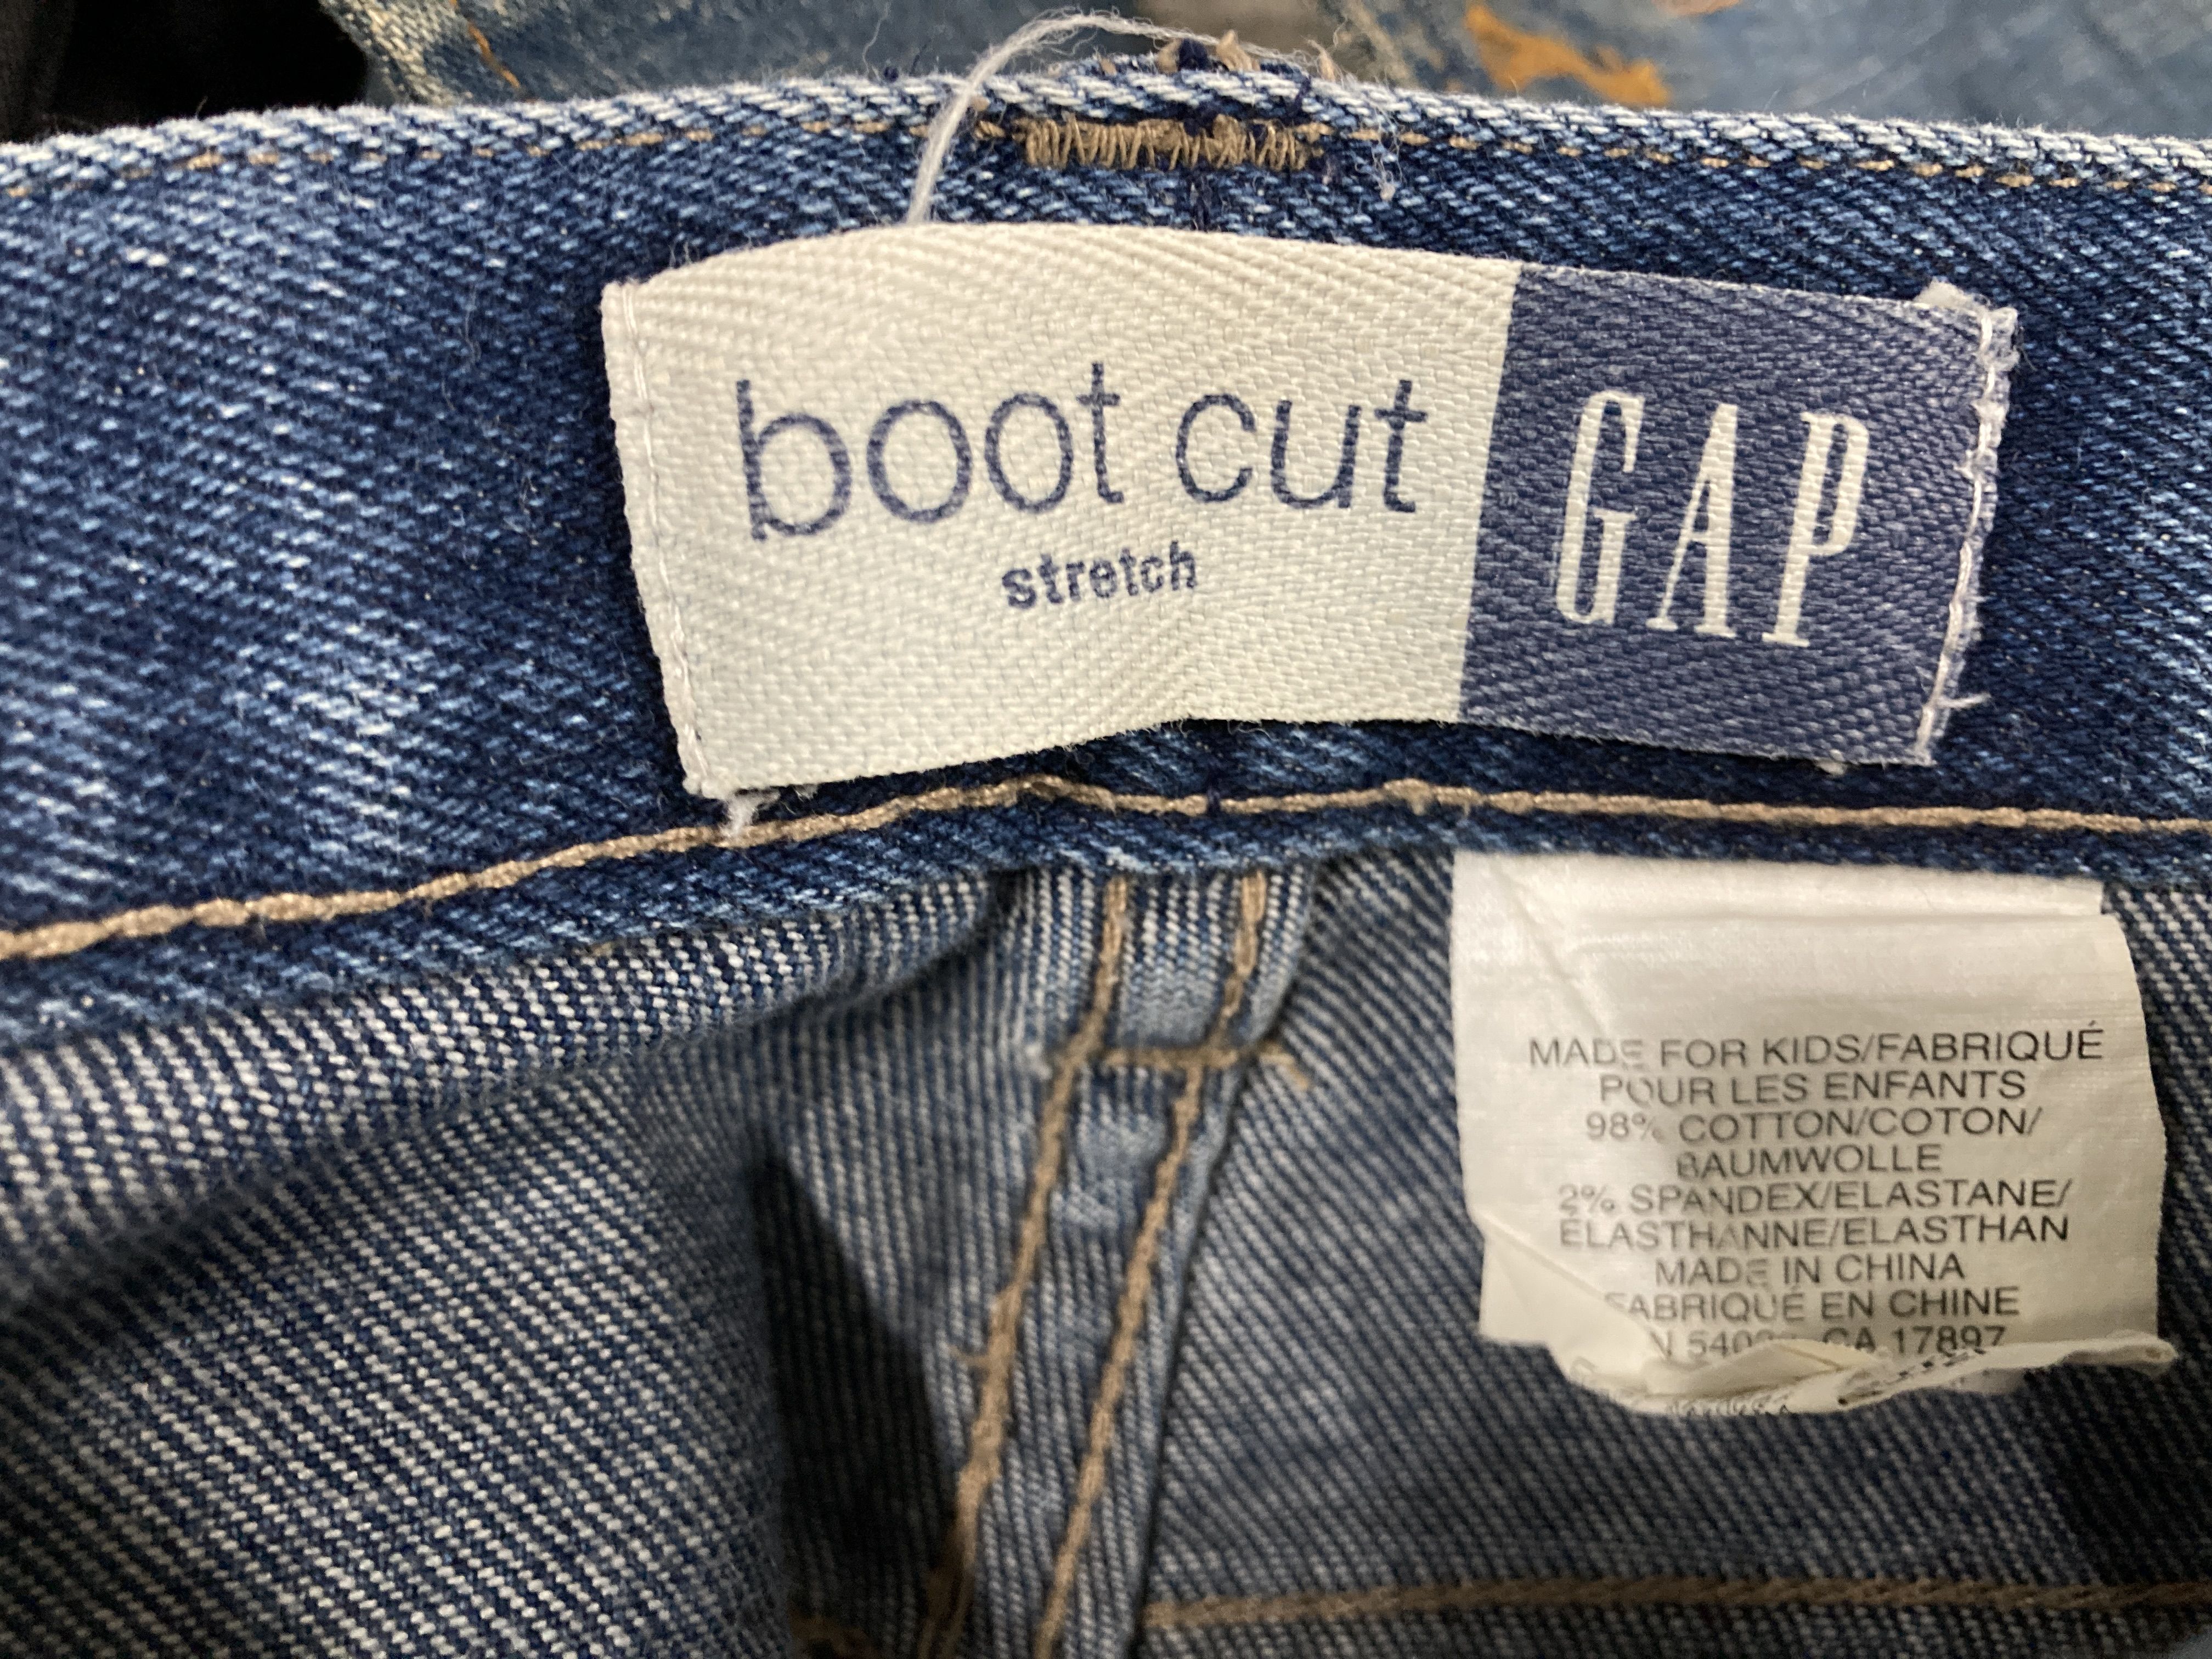 boot cut
stretch
GAP
MADE FOR KIDS/FABRIQUÉ
POUR LES ENFANTS
98% COTTON/COTON/
BAUMWOLLE
2% SPANDEX/ELASTANE/
ELASTHANNE/ELASTHAN
MADE IN CHINA
FABRIQUÉ EN CHINE
CA 17897